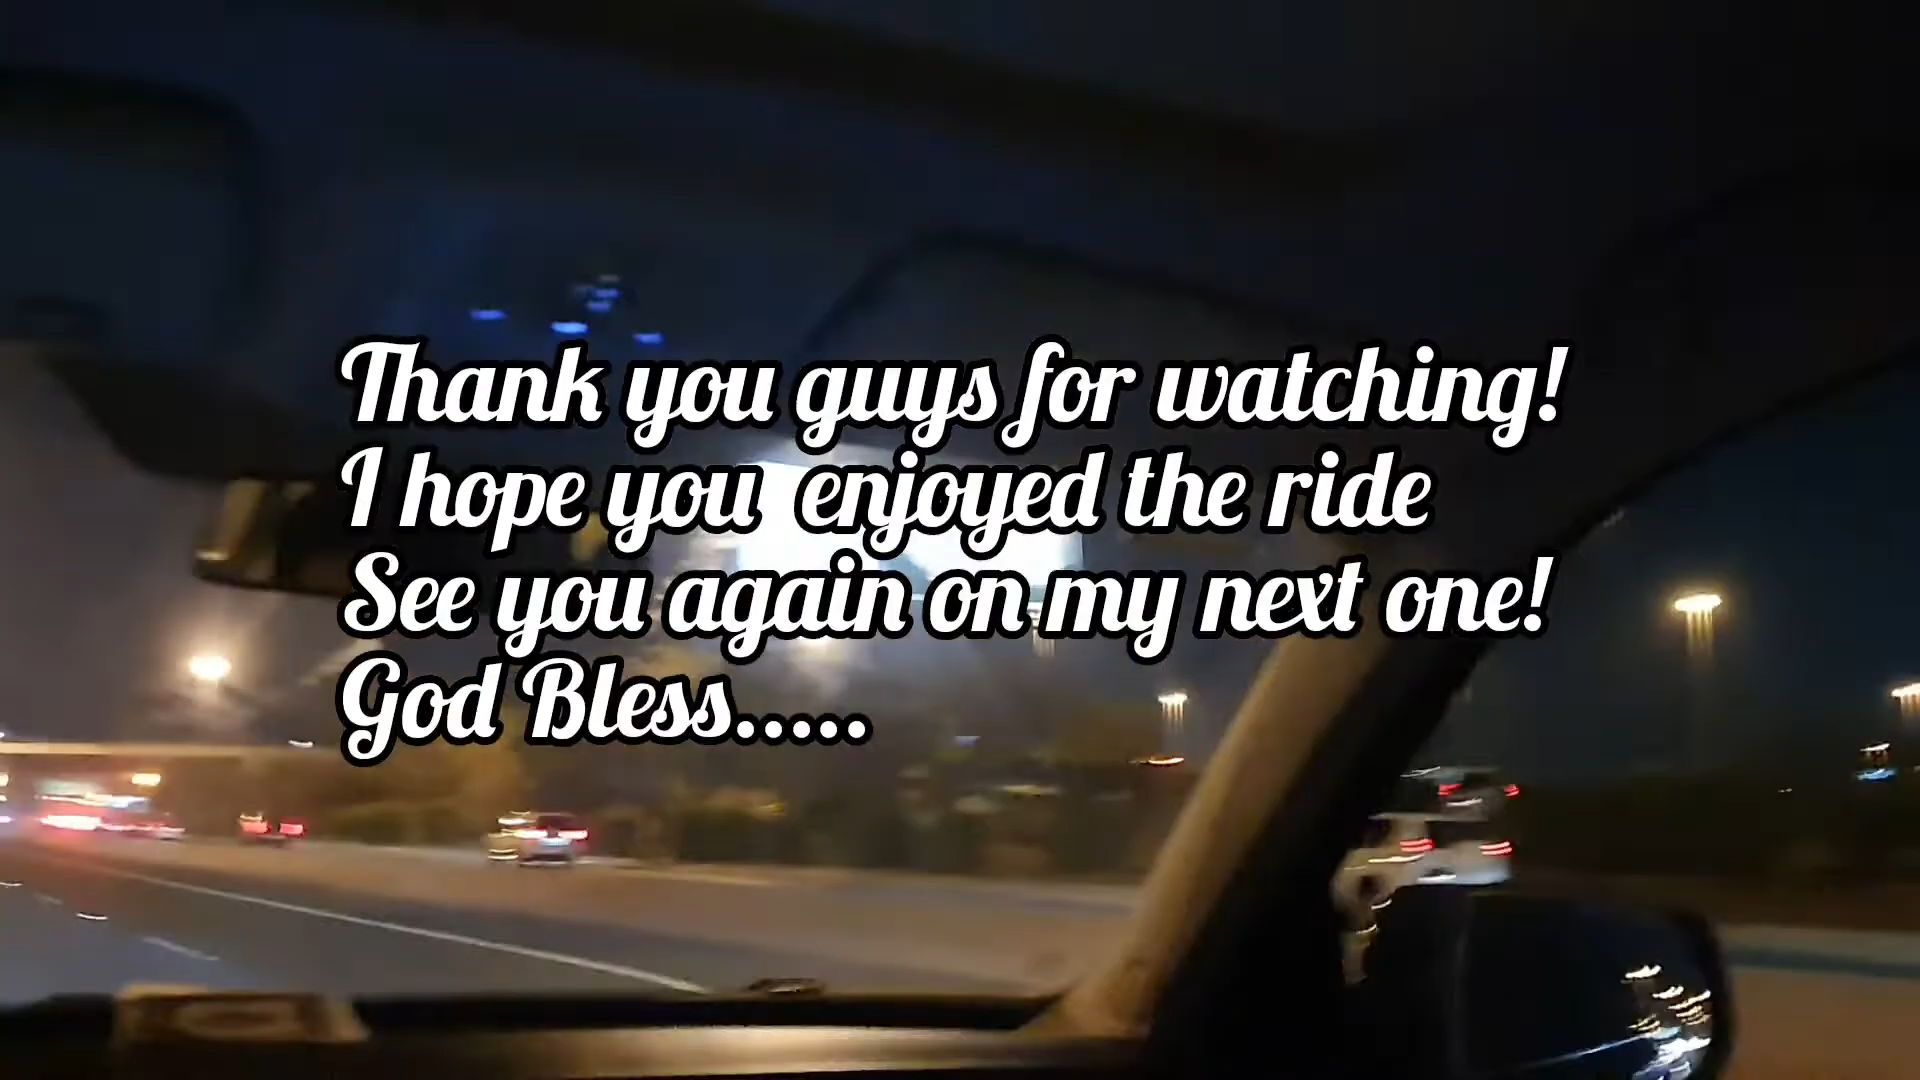 Thank you guys for watching!
I hope you enjoyed the ride
See you again on my next one!
God Bless.....